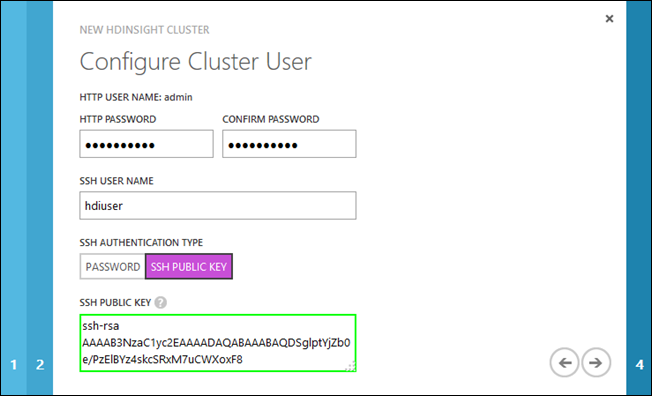 NEW HDINSIGHT CLUSTER
Configure Cluster User
HTTP USER NAME: admin
HTTP PASSWORD CONFIRM PASSWORD
●●●●●●●●●● ●●●●●●●●●●
SSH USER NAME
hdiuser
SSH AUTHENTICATION TYPE
PASSWORD SSH PUBLIC KEY
SSH PUBLIC KEY ?
ssh-rsa
AAAAB3NzaC1yc2EAAAADAQABAAABAQDSglptYjZb0
e/PzElBYz4skcSRxM7uCWXoxF8
1 2 4